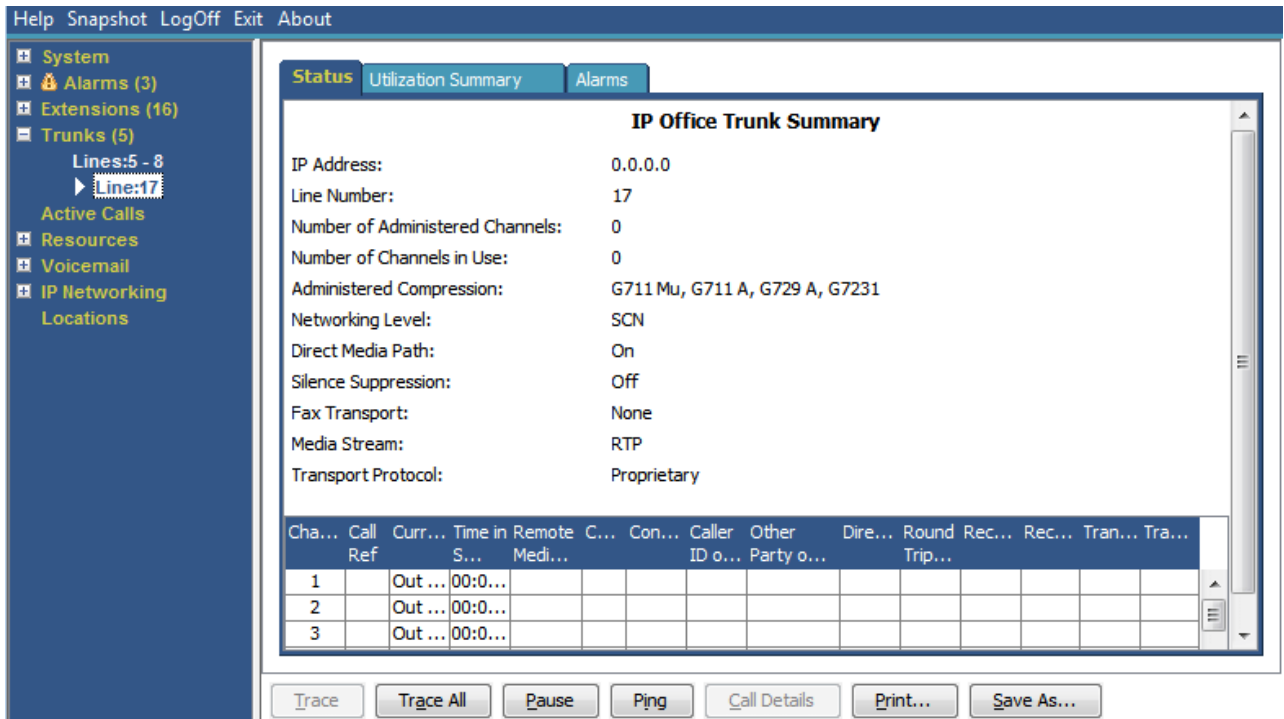 Help Snapshot LogOff Exit About
System
Alarms (3)
Extensions (16)
Trunks (5)
Lines:5 - 8
Line:17
Active Calls
Resources
Voicemail
IP Networking
Locations
Status Utilization Summary Alarms
IP Office Trunk Summary
IP Address: 0.0.0.0
Line Number: 17
Number of Administered Channels: 0
Number of Channels in Use: 0
Administered Compression: G711 Mu, G711 A, G729 A, G7231
Networking Level: SCN
Direct Media Path: On
Silence Suppression: Off
Fax Transport: None
Media Stream: RTP
Transport Protocol: Proprietary
Cha... Call Curr... Time in Remote C... Con... Caller Other Dire... Round Rec... Rec... Tran... Tra...
Ref S... Medi... ID o... Party o... Trip...
1 Out ... 00:0...
2 Out ... 00:0...
3 Out ... 00:0...
Trace Trace All Pause Ping Call Details Print... Save As...